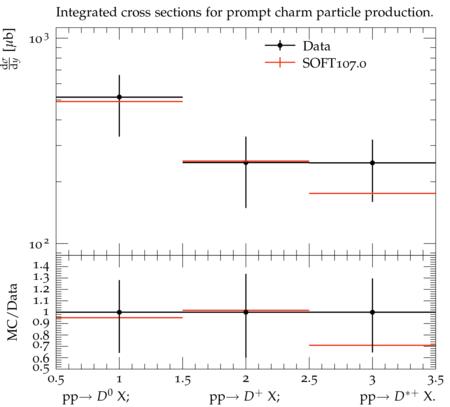 Integrated cross sections for prompt charm particle production.
dσ/dy [μb]
10³
Data
SOFT107.0
10²
MC/Data
1.4
1.3
1.2
1.1
1
0.9
0.8
0.7
0.6
0.5
0.5 1 1.5 2 2.5 3 3.5
pp→ D⁰ X; pp→ D⁺ X; pp→ D*⁺ X.